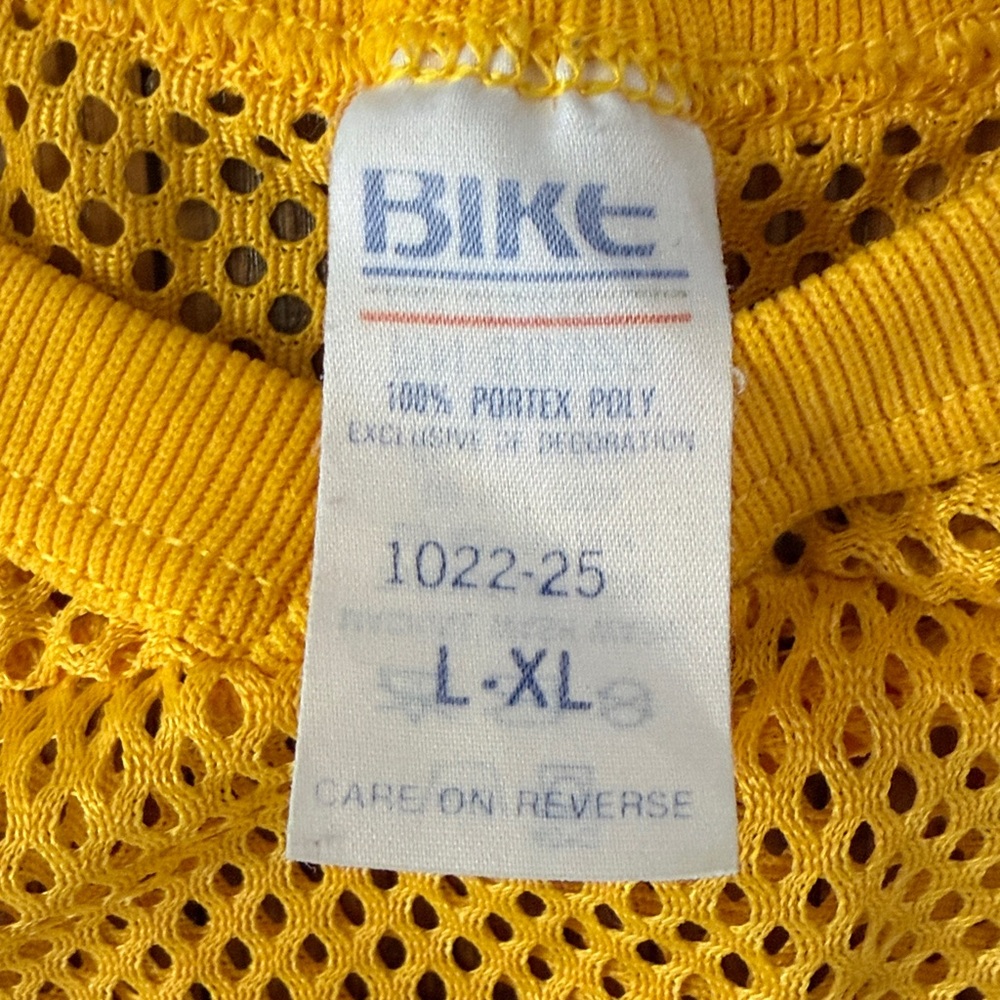 BIKE
100% PORTEX POLY
EXCLUSIVE OF DECORATION
1022-25
L·XL
CARE ON REVERSE